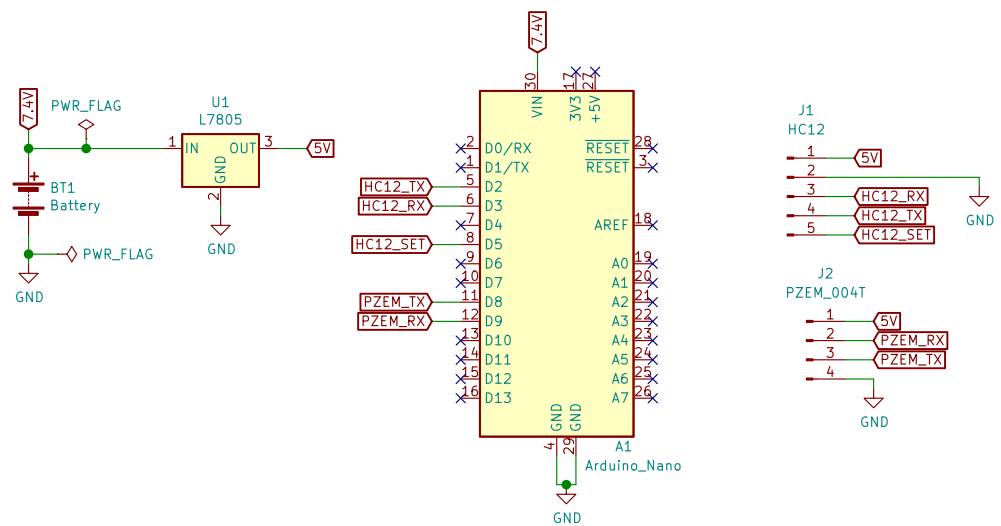 7.4V
PWR_FLAG
U1
L7805
1
IN
OUT
3
GND
2
5V
GND
+
BT1
Battery
PWR_FLAG
GND
7.4V
30
17
27
VIN
3V3
+5V
2
D0/RX
1
D1/TX
HC12_TX
5
D2
HC12_RX
6
D3
7
D4
HC12_SET
8
D5
9
D6
10
D7
PZEM_TX
11
D8
PZEM_RX
12
D9
13
D10
14
D11
15
D12
16
D13
RESET
28
RESET
3
AREF
18
A0
19
A1
20
A2
21
A3
22
A4
23
A5
24
A6
25
A7
26
GND
GND
4
29
A1
Arduino_Nano
GND
J1
HC12
1
5V
2
3
HC12_RX
4
HC12_TX
5
HC12_SET
GND
J2
PZEM_004T
1
5V
2
PZEM_RX
3
PZEM_TX
4
GND